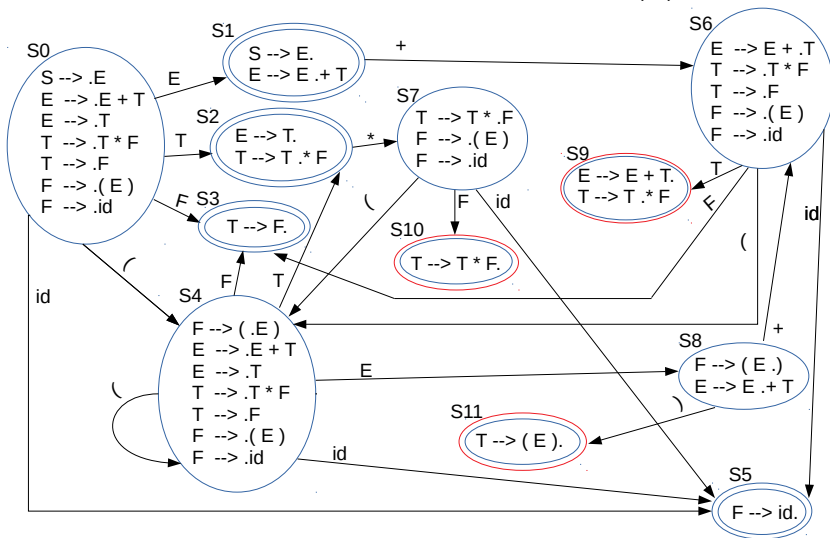 S0
S --> .E
E --> .E + T
E --> .T
T --> .T * F
T --> .F
F --> .( E )
F --> .id
E
T
F
(
id
S1
S --> E.
E --> E .+ T
+
S2
E --> T.
T --> T .* F
*
S3
T --> F.
S7
T --> T * .F
F --> .( E )
F --> .id
(
F
id
S6
E --> E + .T
T --> .T * F
T --> .F
F --> .( E )
F --> .id
T
F
(
id
S9
E --> E + T.
T --> T .* F
S10
T --> T * F.
S4
F --> ( .E )
E --> .E + T
E --> .T
T --> .T * F
T --> .F
F --> .( E )
F --> .id
F
T
(
E
id
S8
F --> ( E .)
E --> E .+ T
+
)
S11
T --> ( E ).
S5
F --> id.